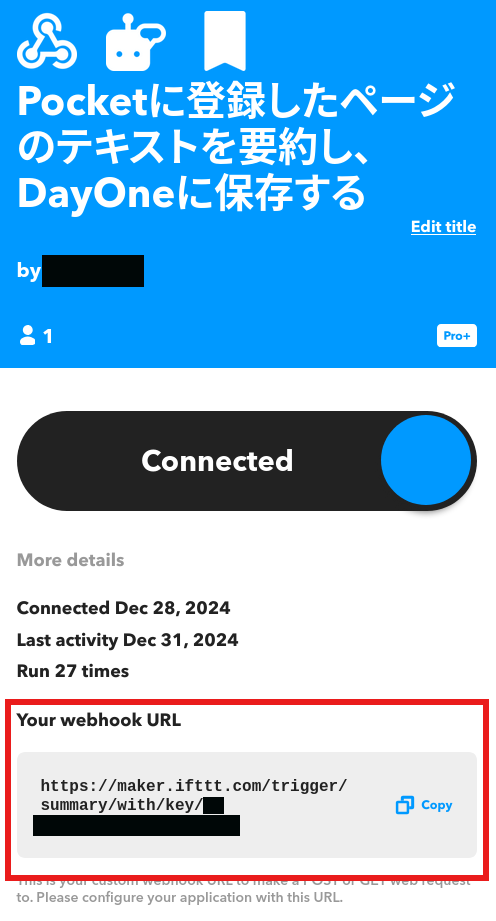 Pocketに登録したページ
のテキストを要約し、
DayOneに保存する
Edit title
by
1
Pro+
Connected
More details
Connected Dec 28, 2024
Last activity Dec 31, 2024
Run 27 times
Your webhook URL
https://maker.ifttt.com/trigger/
summary/with/key/
Copy
This is your custom webhook URL to make a POST or GET web request
to. Please configure your application with this URL.